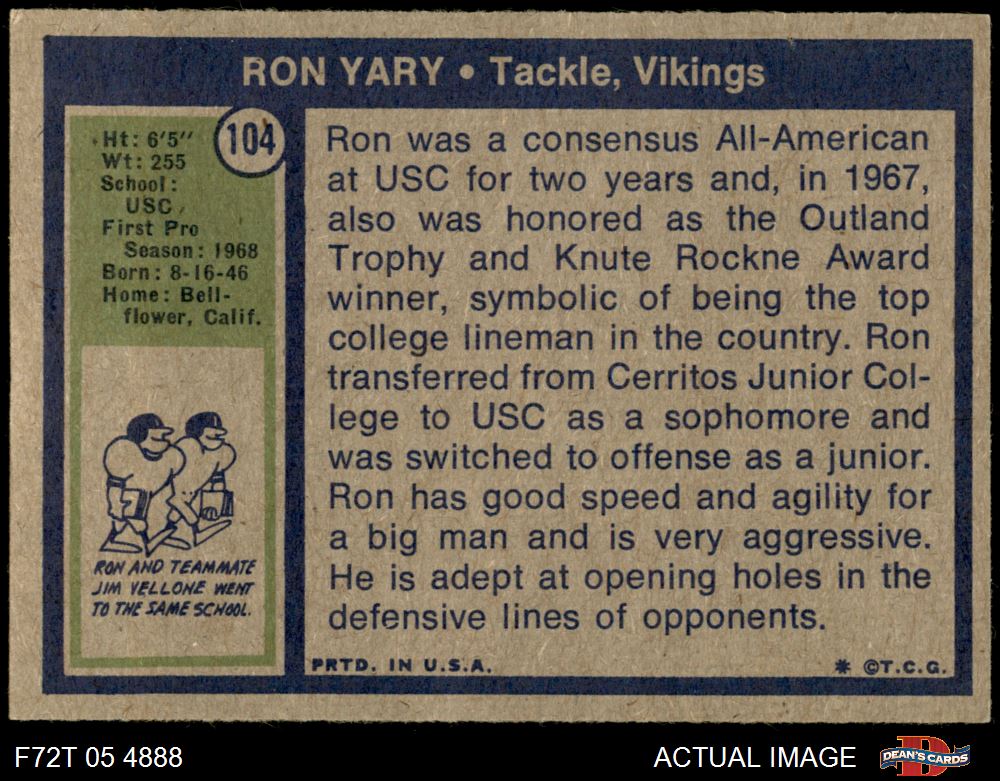 RON YARY • Tackle, Vikings
104
Ht: 6'5"
Wt: 255
School:
USC
First Pro
Season: 1968
Born: 8-16-46
Home: Bell-
flower, Calif.
RON AND TEAMMATE
JIM VELLONE WENT
TO THE SAME SCHOOL.
Ron was a consensus All-American
at USC for two years and, in 1967,
also was honored as the Outland
Trophy and Knute Rockne Award
winner, symbolic of being the top
college lineman in the country. Ron
transferred from Cerritos Junior Col-
lege to USC as a sophomore and
was switched to offense as a junior.
Ron has good speed and agility for
a big man and is very aggressive.
He is adept at opening holes in the
defensive lines of opponents.
PRTD. IN U.S.A.
* ©T.C.G.
F72T 05 4888
ACTUAL IMAGE
DEAN'S CARDS